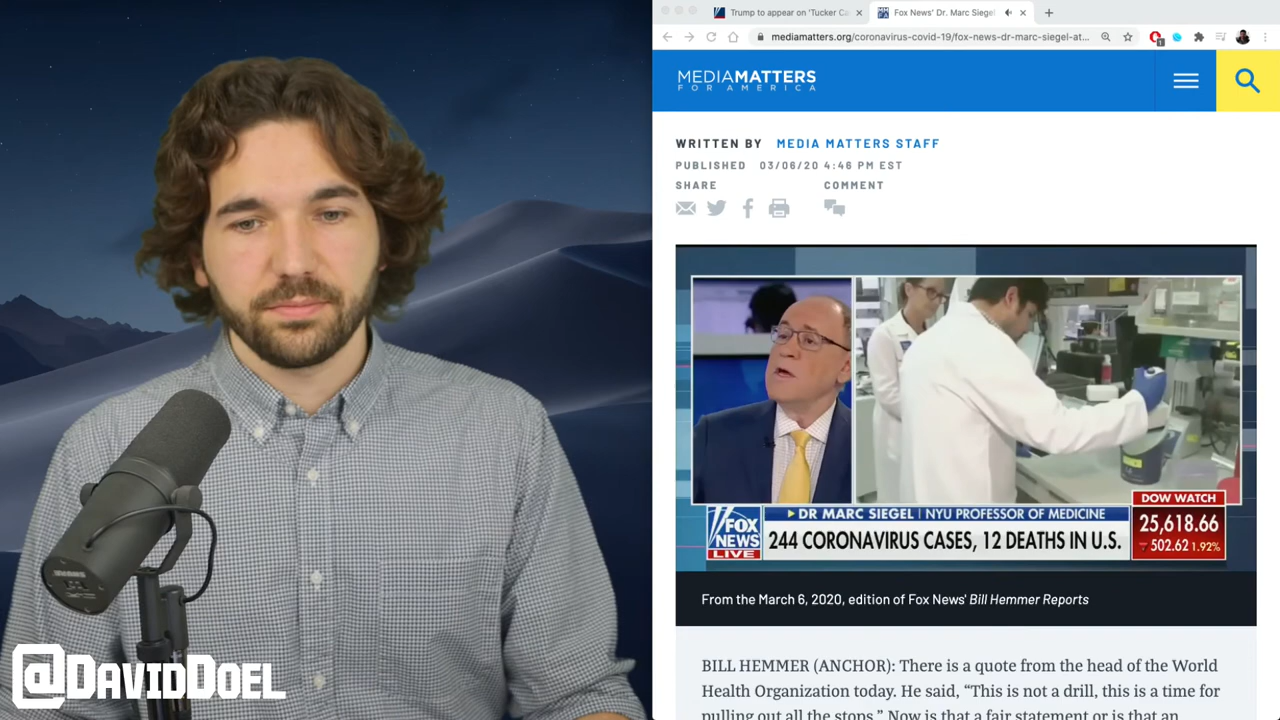 Trump to appear on 'Tucker Ca
Fox News' Dr. Marc Siegel
mediamatters.org/coronavirus-covid-19/fox-news-dr-marc-siegel-at...
1
MEDIAMATTERS
FOR AMERICA
WRITTEN BY MEDIA MATTERS STAFF
PUBLISHED 03/06/20 4:46 PM EST
SHARE COMMENT
DOW WATCH
DR MARC SIEGEL | NYU PROFESSOR OF MEDICINE
25,618.66
FOX
NEWS
LIVE
244 CORONAVIRUS CASES, 12 DEATHS IN U.S.
502.62 1.92%
From the March 6, 2020, edition of Fox News' Bill Hemmer Reports
BILL HEMMER (ANCHOR): There is a quote from the head of the World
Health Organization today. He said, “This is not a drill, this is a time for
pulling out all the stops.” Now is that a fair statement or is that an
@DAVIDDOEL